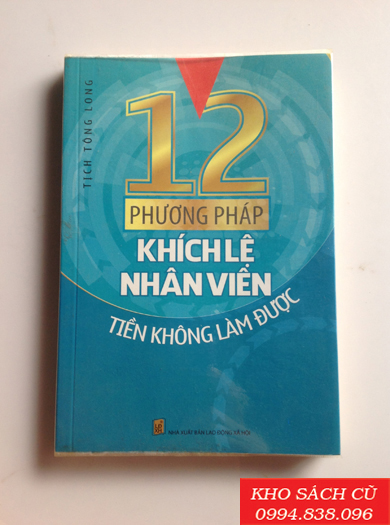 TỊCH TÔNG LONG
12
PHƯƠNG PHÁP
KHÍCH LỆ
NHÂN VIÊN
TIỀN KHÔNG LÀM ĐƯỢC
NHÀ XUẤT BẢN LAO ĐỘNG XÃ HỘI
KHO SÁCH CŨ
0994.838.096